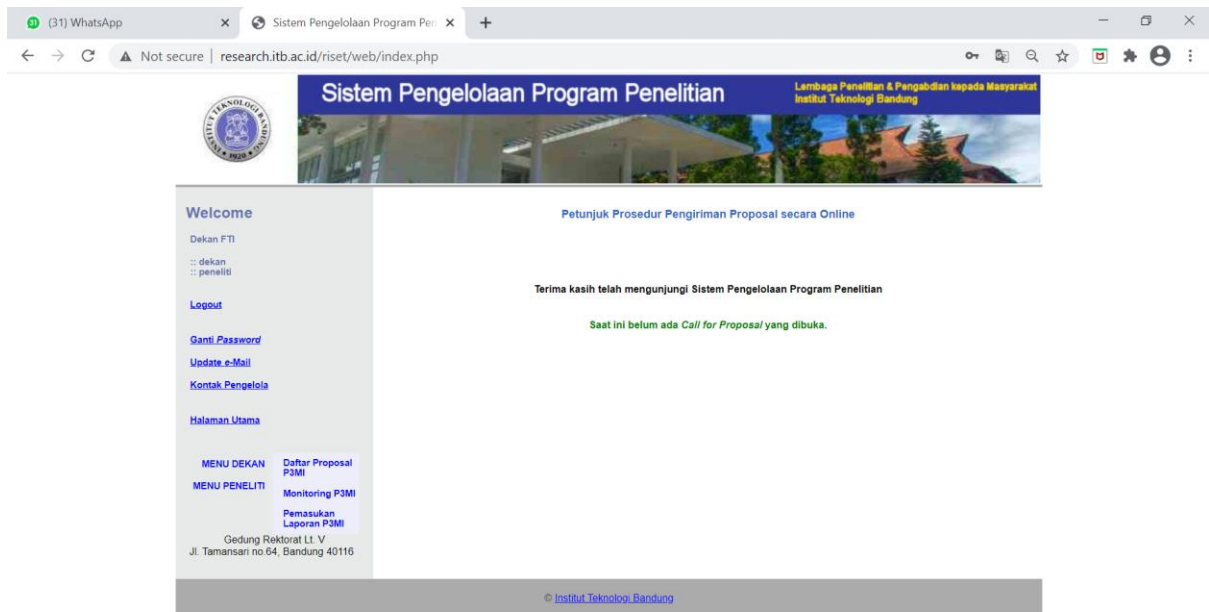 (31) WhatsApp
Sistem Pengelolaan Program Pen
Not secure | research.itb.ac.id/riset/web/index.php
Sistem Pengelolaan Program Penelitian
Lembaga Penelitian & Pengabdian kepada Masyarakat
Institut Teknologi Bandung
INSTITUT TEKNOLOGI BANDUNG
1920
Welcome
Dekan FTI
:: dekan
:: peneliti
Logout
Ganti Password
Update e-Mail
Kontak Pengelola
Halaman Utama
MENU DEKAN
MENU PENELITI
Daftar Proposal
P3MI
Monitoring P3MI
Pemasukan
Laporan P3MI
Gedung Rektorat Lt. V
Jl. Tamansari no.64, Bandung 40116
Petunjuk Prosedur Pengiriman Proposal secara Online
Terima kasih telah mengunjungi Sistem Pengelolaan Program Penelitian
Saat ini belum ada Call for Proposal yang dibuka.
© Institut Teknologi Bandung